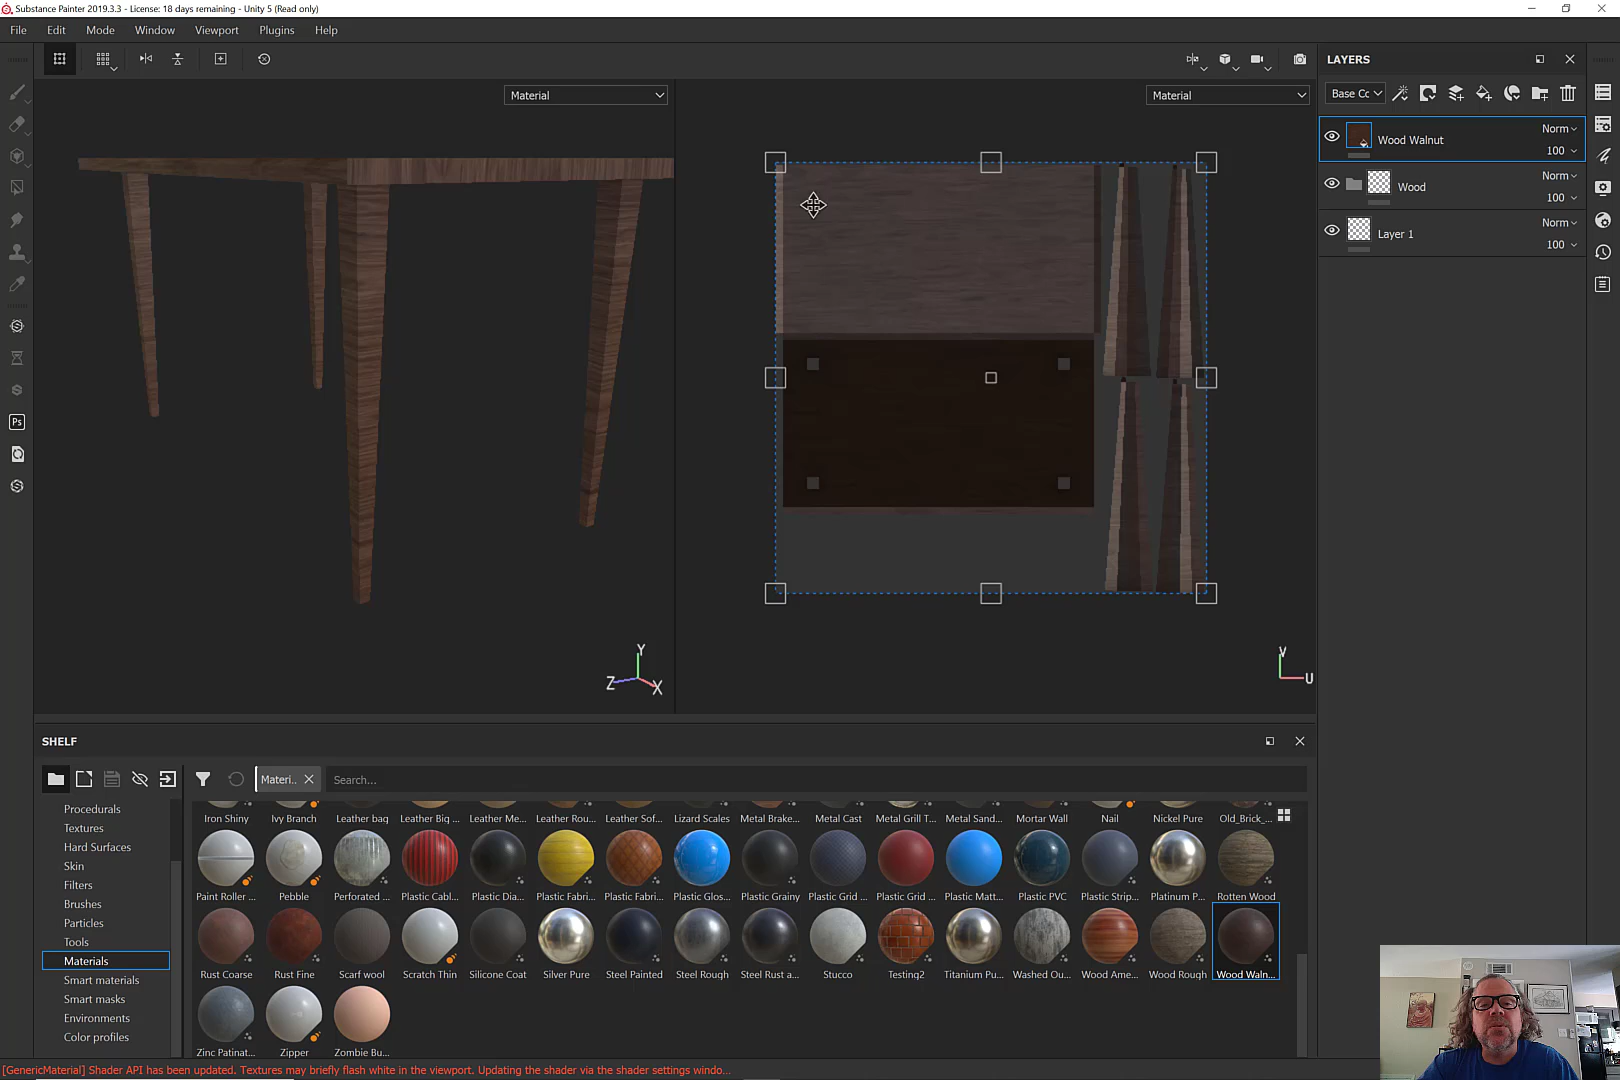 Substance Painter 2019.3.3 - License: 18 days remaining - Unity 5 (Read only)
File Edit Mode Window Viewport Plugins Help
Material
Material
LAYERS
Base Cc
Wood Walnut
Norm
100
Wood
Norm
100
Layer 1
Norm
100
Ps
Y
Z
X
V
U
SHELF
Materi..
Search...
Procedurals
Textures
Hard Surfaces
Skin
Filters
Brushes
Particles
Tools
Materials
Smart materials
Smart masks
Environments
Color profiles
Iron Shiny Ivy Branch Leather bag Leather Big ... Leather Me... Leather Rou... Leather Sof... Lizard Scales Metal Brake... Metal Cast Metal Grill T... Metal Sand... Mortar Wall Nail Nickel Pure Old_Brick_...
Paint Roller ... Pebble Perforated ... Plastic Cabl... Plastic Dia... Plastic Fabri... Plastic Fabri... Plastic Glos... Plastic Grainy Plastic Grid ... Plastic Grid ... Plastic Matt... Plastic PVC Plastic Strip... Platinum P... Rotten Wood
Rust Coarse Rust Fine Scarf wool Scratch Thin Silicone Coat Silver Pure Steel Painted Steel Rough Steel Rust a... Stucco Testing2 Titanium Pu... Washed Ou... Wood Ame... Wood Rough Wood Waln...
Zinc Patinat... Zipper Zombie Bu...
[GenericMaterial] Shader API has been updated. Textures may briefly flash white in the viewport. Updating the shader via the shader settings windo...